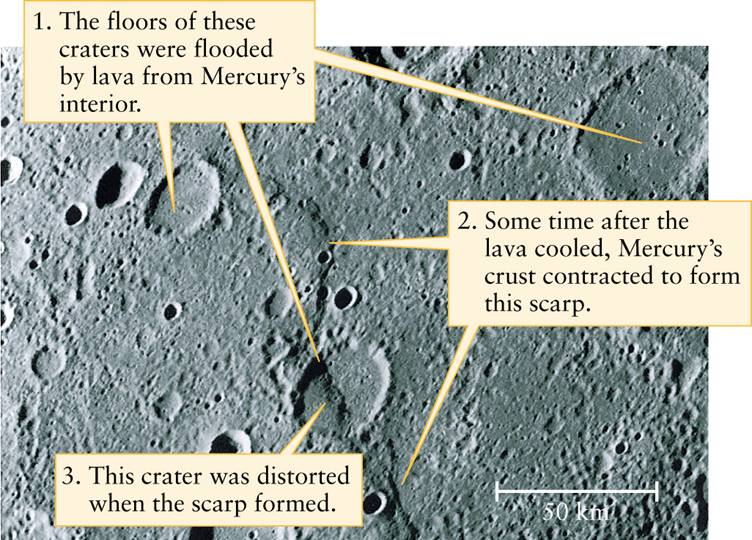 1. The floors of these
craters were flooded
by lava from Mercury's
interior.
2. Some time after the
lava cooled, Mercury's
crust contracted to form
this scarp.
3. This crater was distorted
when the scarp formed.
50 km